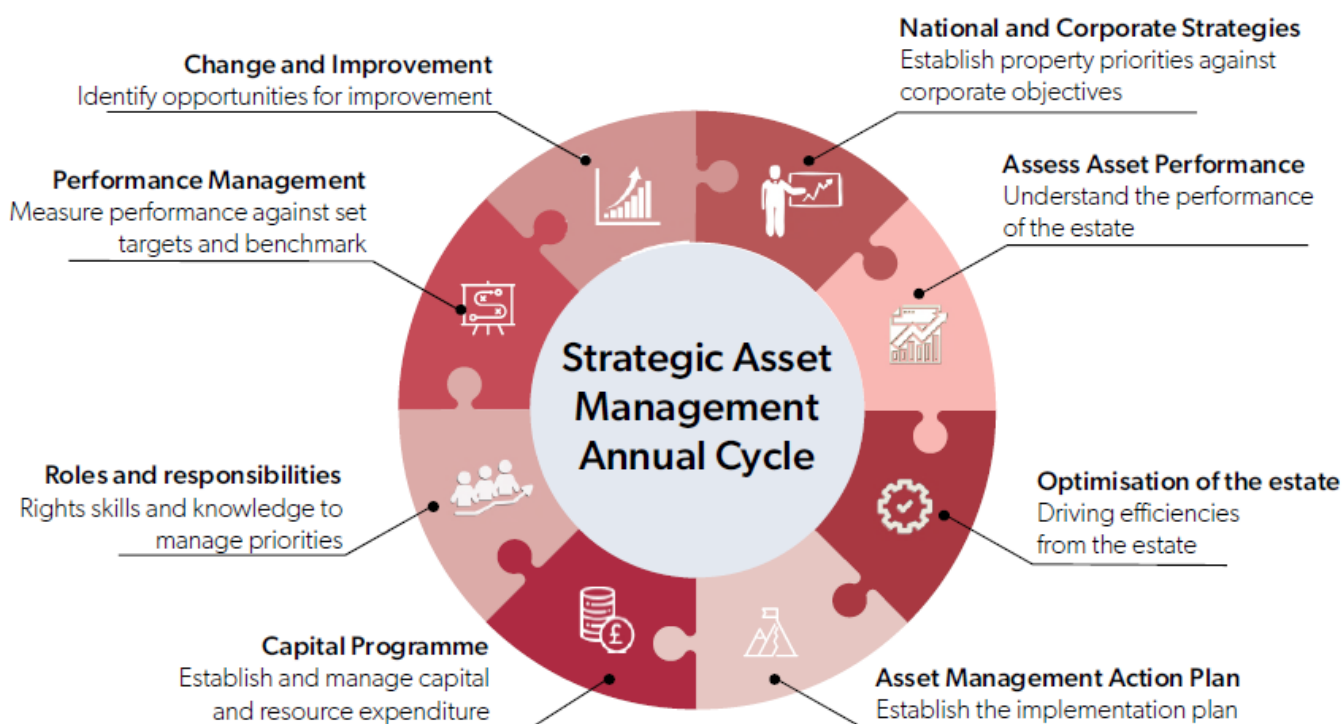 National and Corporate Strategies
Establish property priorities against
corporate objectives
Assess Asset Performance
Understand the performance
of the estate
Optimisation of the estate
Driving efficiencies
from the estate
Asset Management Action Plan
Establish the implementation plan
Capital Programme
Establish and manage capital
and resource expenditure
Roles and responsibilities
Rights skills and knowledge to
manage priorities
Performance Management
Measure performance against set
targets and benchmark
Change and Improvement
Identify opportunities for improvement
Strategic Asset
Management
Annual Cycle
£